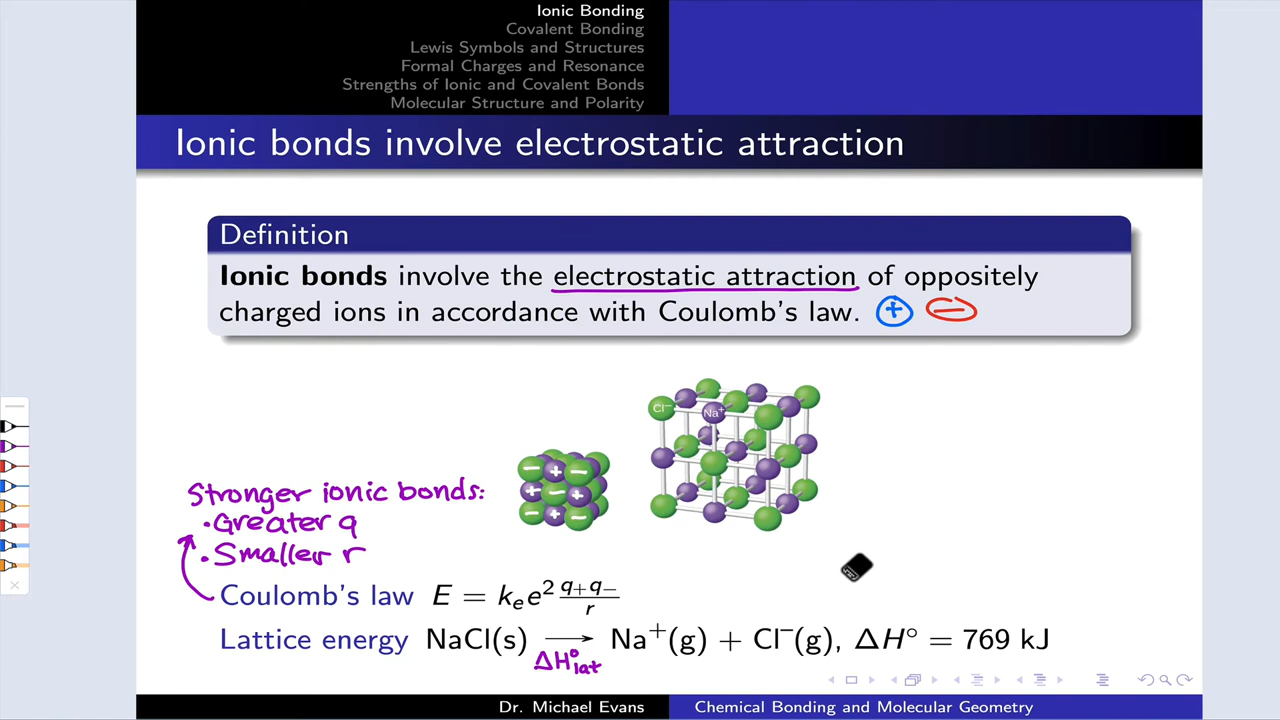 Ionic Bonding
Covalent Bonding
Lewis Symbols and Structures
Formal Charges and Resonance
Strengths of Ionic and Covalent Bonds
Molecular Structure and Polarity
Ionic bonds involve electrostatic attraction
Definition
Ionic bonds involve the electrostatic attraction of oppositely
charged ions in accordance with Coulomb's law. + −
Cl⁻ Na⁺
− + −
+ − +
− + −
Stronger ionic bonds:
• Greater q
• Smaller r
Coulomb's law E = kₑe² q₊q₋/r
Lattice energy NaCl(s) ⟶ Na⁺(g) + Cl⁻(g), ΔH° = 769 kJ
ΔH°lat
Dr. Michael Evans Chemical Bonding and Molecular Geometry